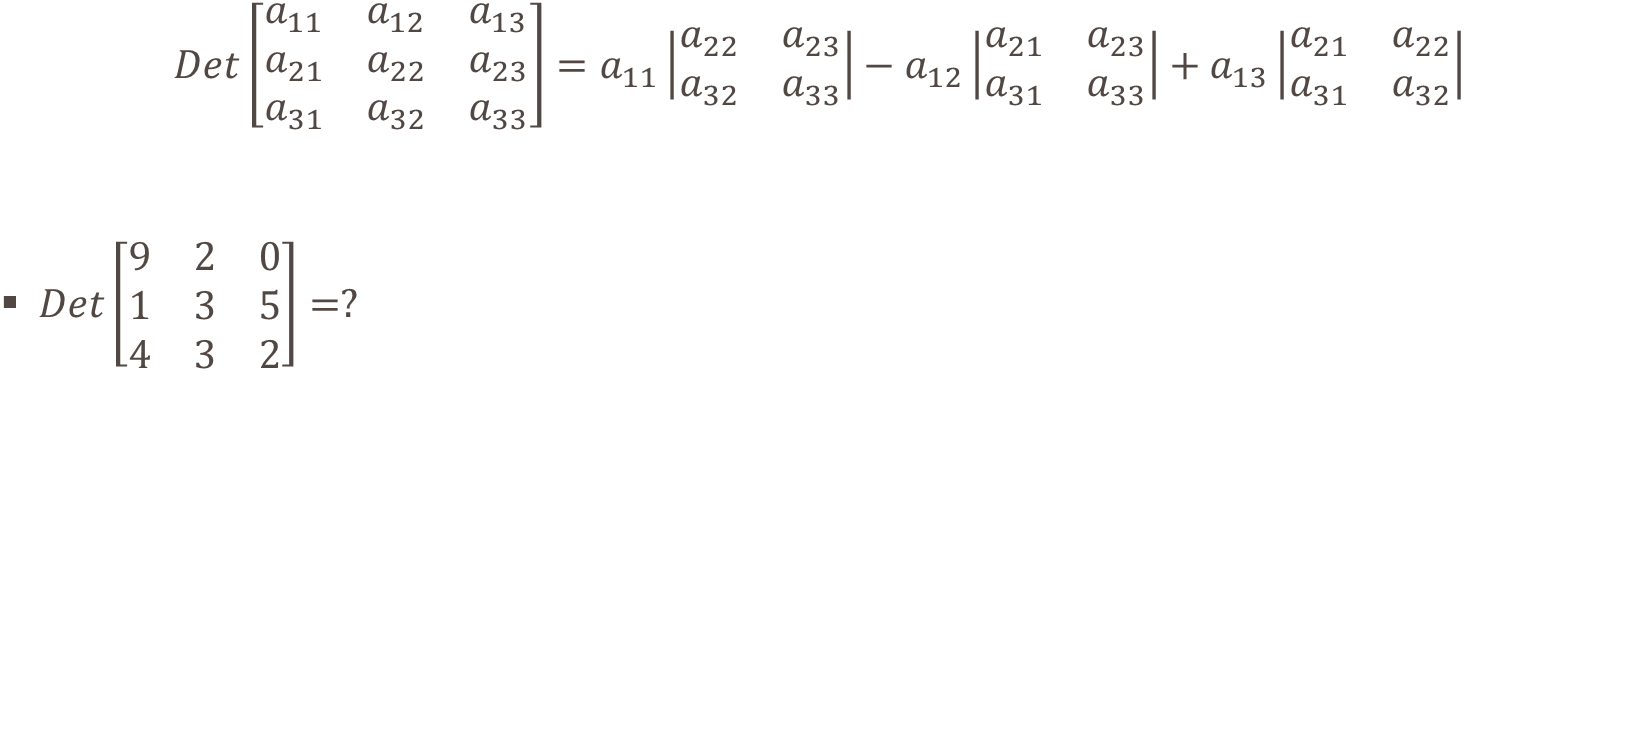 Det [a11 a12 a13
a21 a22 a23
a31 a32 a33] = a11 |a22 a23
a32 a33| − a12 |a21 a23
a31 a33| + a13 |a21 a22
a31 a32|
▪ Det [9 2 0
1 3 5
4 3 2] =?